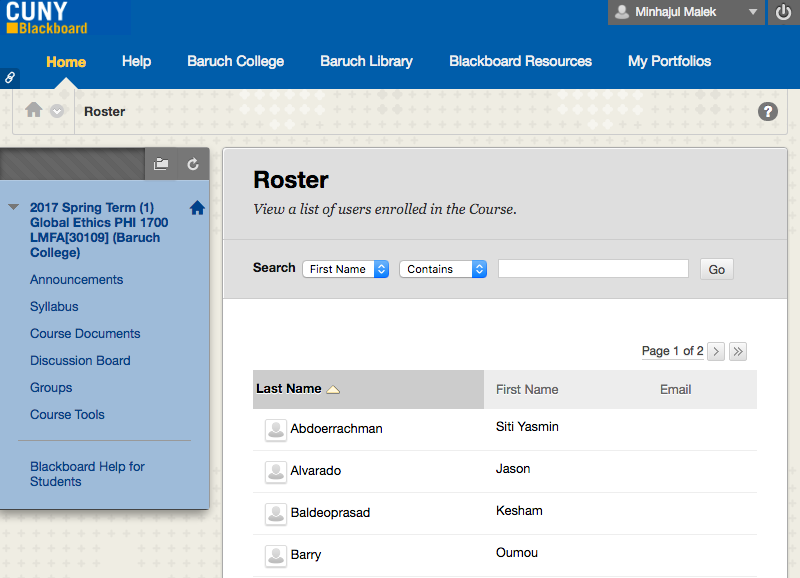 CUNY
Blackboard
Minhajul Malek
Home
Help
Baruch College
Baruch Library
Blackboard Resources
My Portfolios
Roster
?
2017 Spring Term (1)
Global Ethics PHI 1700
LMFA[30109] (Baruch
College)
Announcements
Syllabus
Course Documents
Discussion Board
Groups
Course Tools
Blackboard Help for
Students
Roster
View a list of users enrolled in the Course.
Search First Name Contains Go
Page 1 of 2 > >>
Last Name First Name Email
Abdoerrachman Siti Yasmin
Alvarado Jason
Baldeoprasad Kesham
Barry Oumou